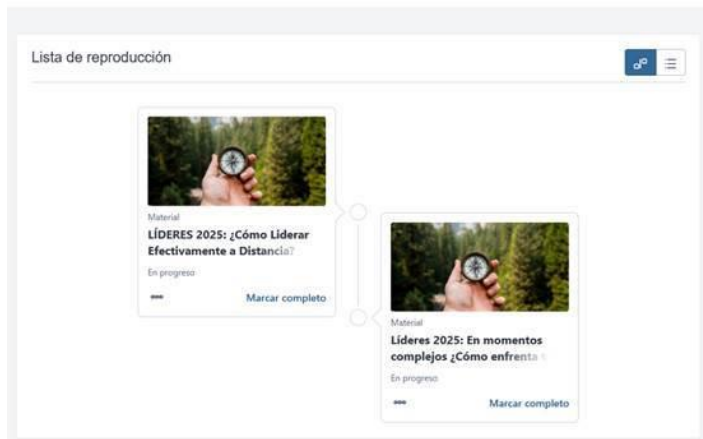 Lista de reproducción
Material
LÍDERES 2025: ¿Cómo Liderar
Efectivamente a Distancia?
En progreso
Marcar completo
Material
Líderes 2025: En momentos
complejos ¿Cómo enfrenta
En progreso
Marcar completo